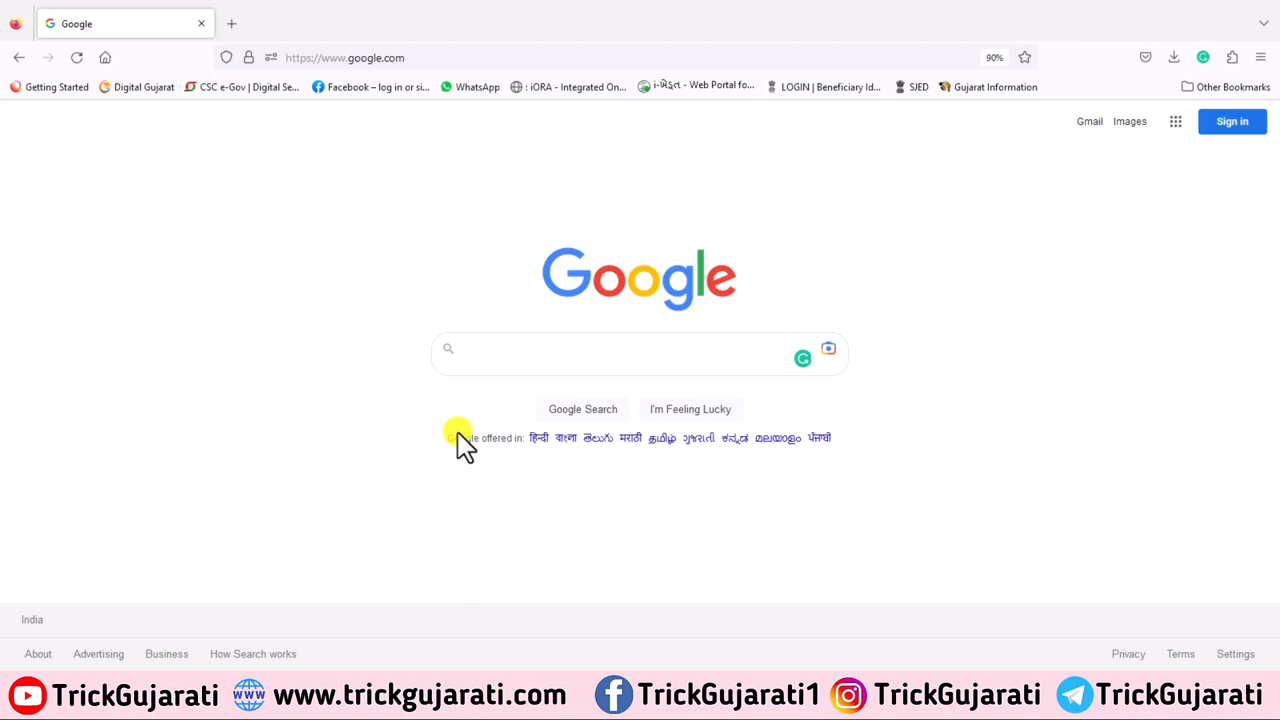 Google
https://www.google.com
90%
Getting Started
Digital Gujarat
CSC e-Gov | Digital Se...
Facebook – log in or si...
WhatsApp
: iORA - Integrated On...
i-ખેડૂત - Web Portal fo...
LOGIN | Beneficiary Id...
SJED
Gujarat Information
Other Bookmarks
Gmail
Images
Sign in
Google
Google Search
I'm Feeling Lucky
offered in: हिन्दी বাংলা తెలుగు मराठी தமிழ் ગુજરાતી ಕನ್ನಡ മലയാളം ਪੰਜਾਬੀ
India
About
Advertising
Business
How Search works
Privacy
Terms
Settings
TrickGujarati
www.trickgujarati.com
TrickGujarati1
TrickGujarati
TrickGujarati